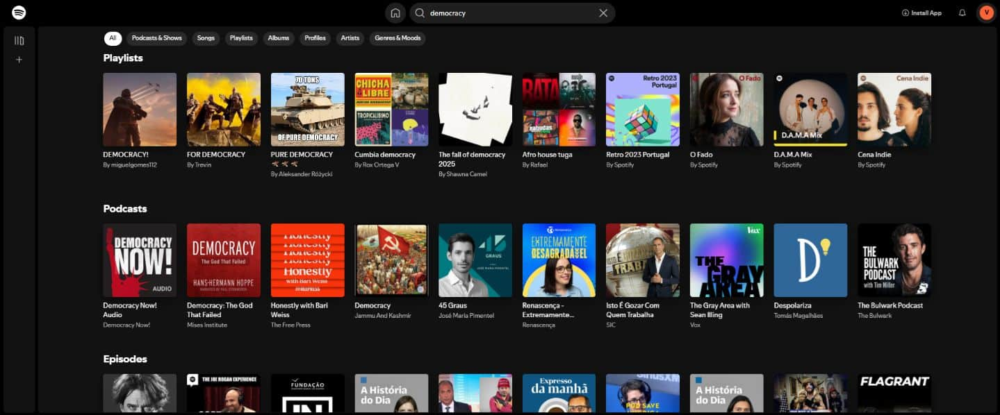 democracy
Install App
V
All
Podcasts & Shows
Songs
Playlists
Albums
Profiles
Artists
Genres & Moods
Playlists
70 TONS
OF PURE DEMOCRACY
CHICHA
LIBRE
TROPICALISIMO
RATA
nabudas
Retro 2023
Portugal
O Fado
D.A.M.A Mix
Cena Indie
DEMOCRACY!
By miguelgomes112
FOR DEMOCRACY
By Trevin
PURE DEMOCRACY
By Aleksander Różycki
Cumbia democracy
By Rox Ortega V
The fall of democracy
2025
By Shawna Camel
Afro house tuga
By Rafael
Retro 2023 Portugal
By Spotify
O Fado
By Spotify
D.A.M.A Mix
By Spotify
Cena Indie
By Spotify
Podcasts
DEMOCRACY
NOW!
AUDIO
DEMOCRACY
The God That Failed
HANS-HERMANN HOPPE
Honestly
Honestly
Honestly
Honestly
Honestly
with Bari Weiss
45
GRAUS
JOSÉ MARIA PIMENTEL
Renascença
EXTREMAMENTE
DESAGRADÁVEL
TRABA
Vox
THE
GRAY
AREA
D
THE
BULWARK
PODCAST
with Tim Miller
B
Democracy Now!
Audio
Democracy Now!
Democracy: The God
That Failed
Mises Institute
Honestly with Bari
Weiss
The Free Press
Democracy
Jammu And Kashmir
45 Graus
José Maria Pimentel
Renascença -
Extremamente...
Renascença
Isto É Gozar Com
Quem Trabalha
SIC
The Gray Area with
Sean Illing
Vox
Despolariza
Tomás Magalhães
The Bulwark Podcast
The Bulwark
Episodes
THE JOE ROGAN EXPERIENCE
FUNDAÇÃO
IN
A História
do Dia
Expresso
da manhã
SiriusXM
POD SAVE
A História
do Dia
FLAGRANT